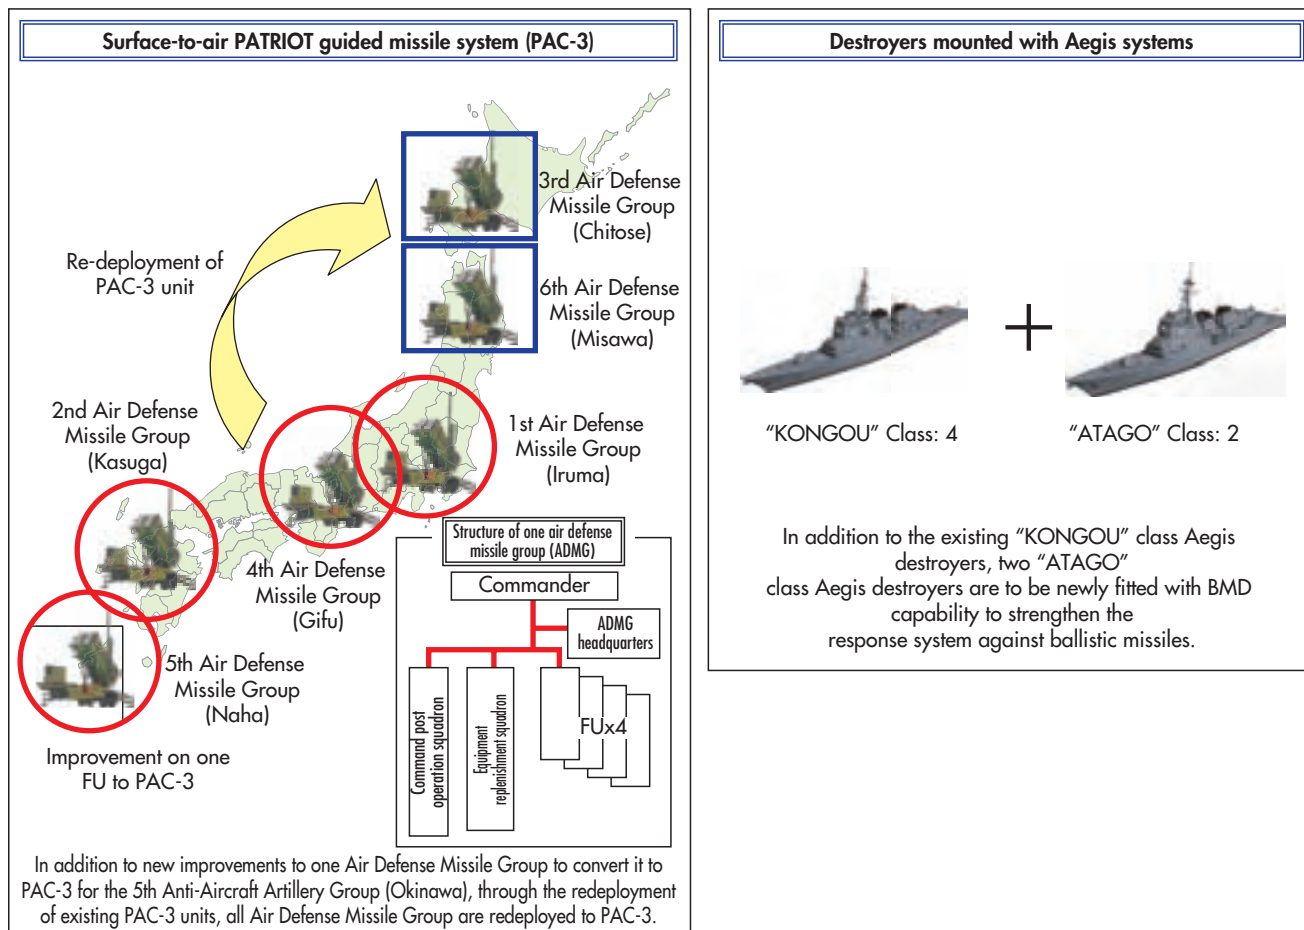 Surface-to-air PATRIOT guided missile system (PAC-3)
3rd Air Defense
Missile Group
(Chitose)
Re-deployment of
PAC-3 unit
6th Air Defense
Missile Group
(Misawa)
2nd Air Defense
Missile Group
(Kasuga)
1st Air Defense
Missile Group
(Iruma)
4th Air Defense
Missile Group
(Gifu)
5th Air Defense
Missile Group
(Naha)
Improvement on one
FU to PAC-3
Structure of one air defense
missile group (ADMG)
Commander
ADMG
headquarters
Command post
operation squadron
Equipment
replenishment squadron
FUx4
In addition to new improvements to one Air Defense Missile Group to convert it to
PAC-3 for the 5th Anti-Aircraft Artillery Group (Okinawa), through the redeployment
of existing PAC-3 units, all Air Defense Missile Group are redeployed to PAC-3.
Destroyers mounted with Aegis systems
+
“KONGOU” Class: 4
“ATAGO” Class: 2
In addition to the existing “KONGOU” class Aegis
destroyers, two “ATAGO”
class Aegis destroyers are to be newly fitted with BMD
capability to strengthen the
response system against ballistic missiles.